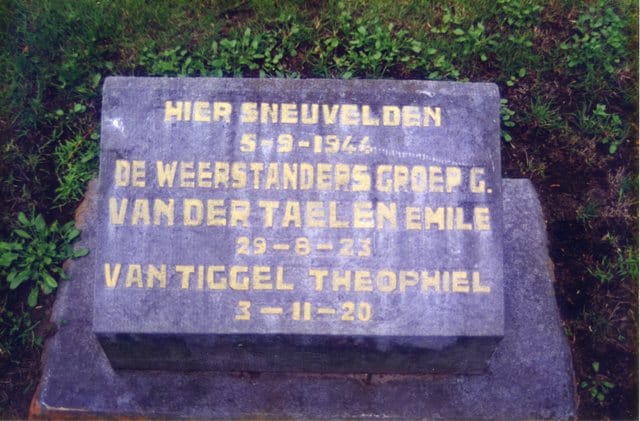 HIER SNEUVELDEN
5-9-1944
DE WEERSTANDERS GROEP G.
VAN DER TAELEN EMILE
29-8-23
VAN TIGGEL THEOPHIEL
3-11-20